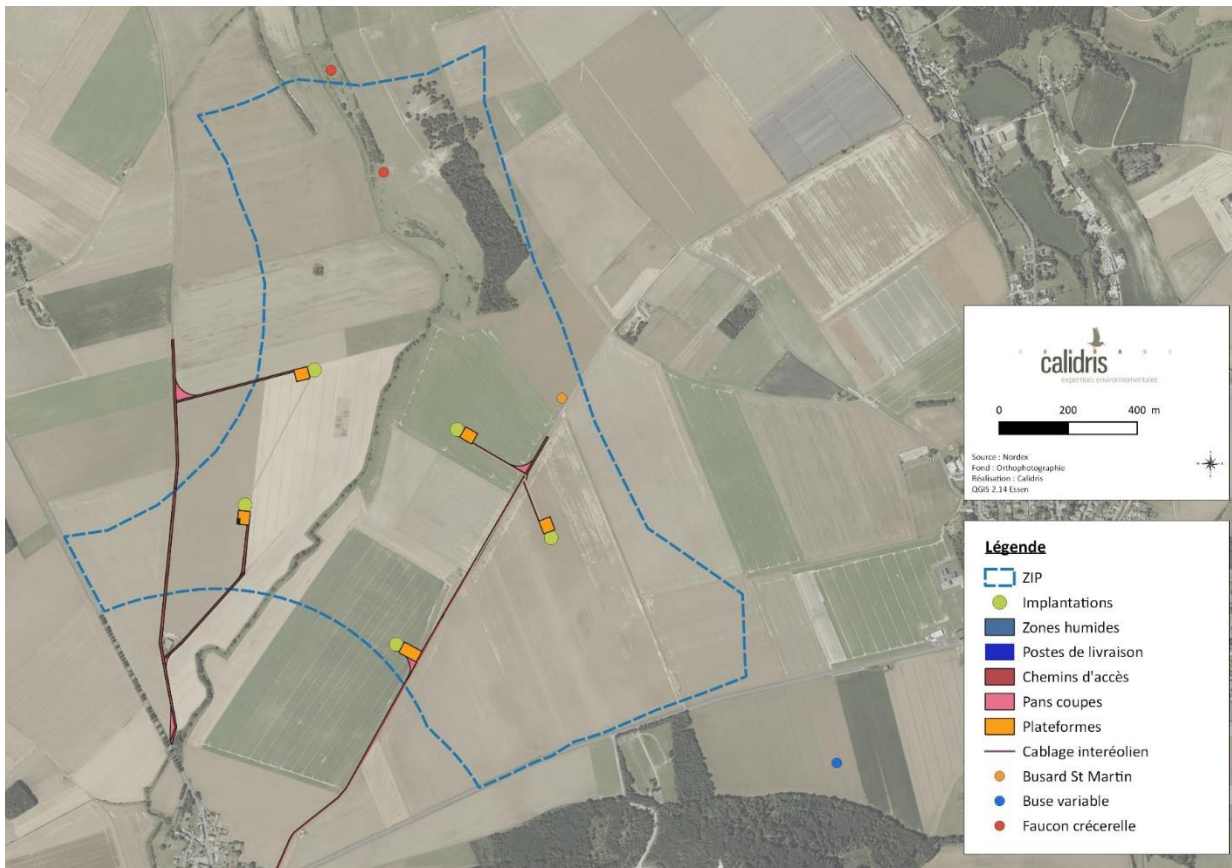 calidris
expertises environnementales
0 200 400 m
Source : Nordex
Fond : Orthophotographie
Réalisation : Calidris
QGIS 2.14 Essen
Légende
ZIP
Implantations
Zones humides
Postes de livraison
Chemins d'accès
Pans coupes
Plateformes
Cablage interéolien
Busard St Martin
Buse variable
Faucon crécerelle